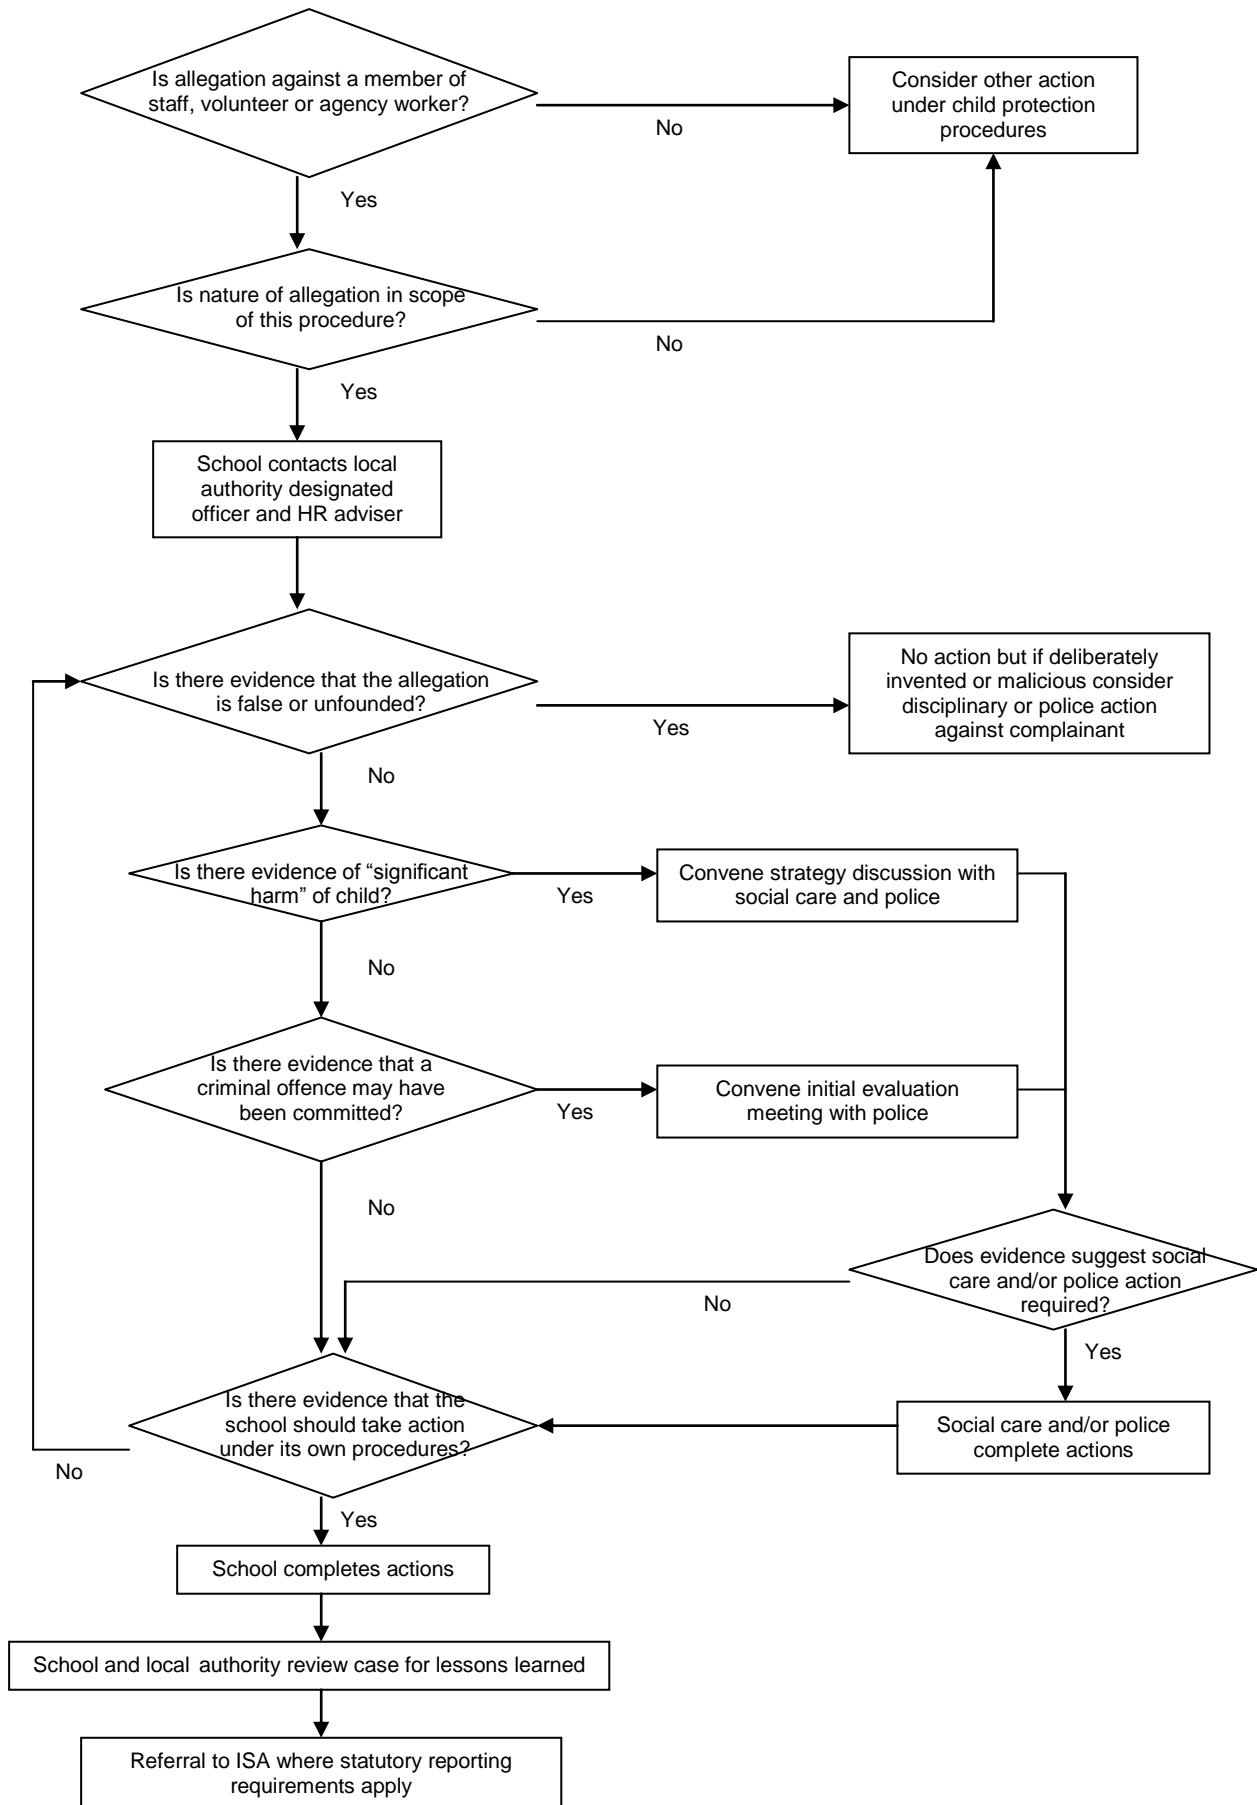 Is allegation against a member of
staff, volunteer or agency worker?
Consider other action
under child protection
procedures
No
Yes
Is nature of allegation in scope
of this procedure?
No
Yes
School contacts local
authority designated
officer and HR adviser
Is there evidence that the allegation
is false or unfounded?
No action but if deliberately
invented or malicious consider
disciplinary or police action
against complainant
Yes
No
Is there evidence of “significant
harm” of child?
Yes
Convene strategy discussion with
social care and police
No
Is there evidence that a
criminal offence may have
been committed?
Yes
Convene initial evaluation
meeting with police
No
Does evidence suggest social
care and/or police action
required?
No
Yes
Is there evidence that the
school should take action
under its own procedures?
Social care and/or police
complete actions
No
Yes
School completes actions
School and local authority review case for lessons learned
Referral to ISA where statutory reporting
requirements apply